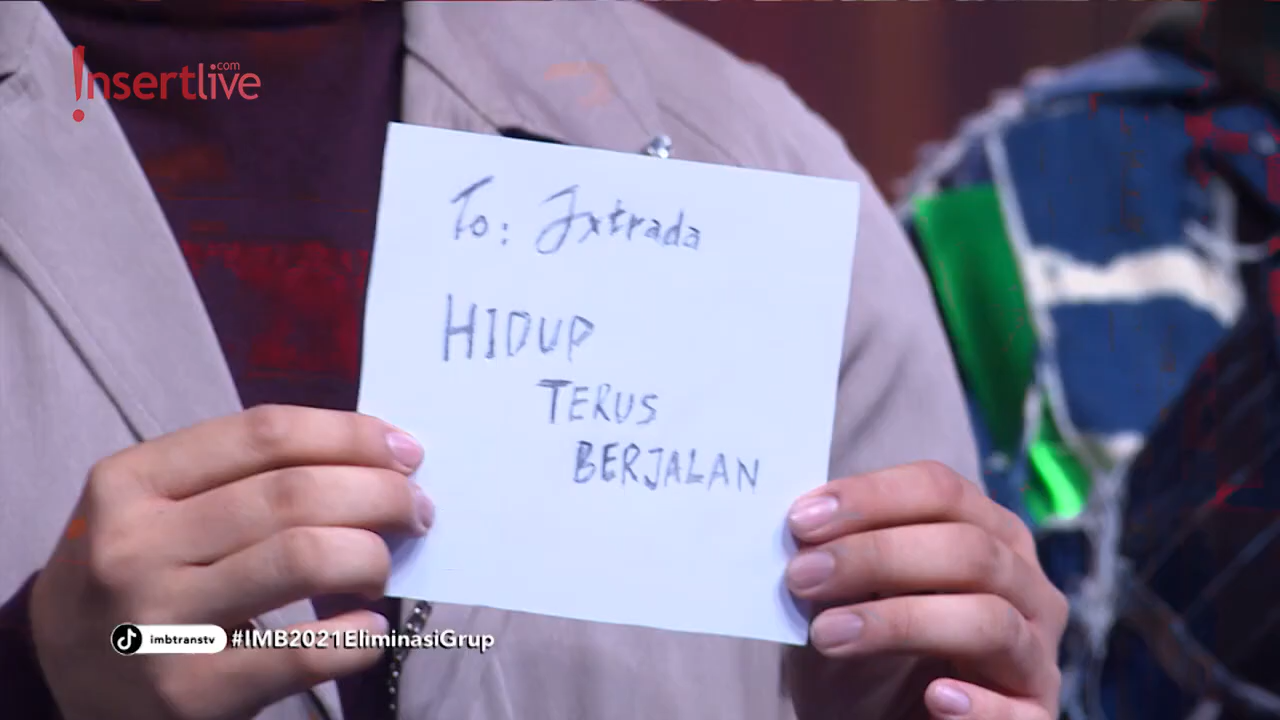 Insertlive.com
To: Jxtrada
HIDUP
TERUS
BERJALAN
imbtranstv #IMB2021EliminasiGrup